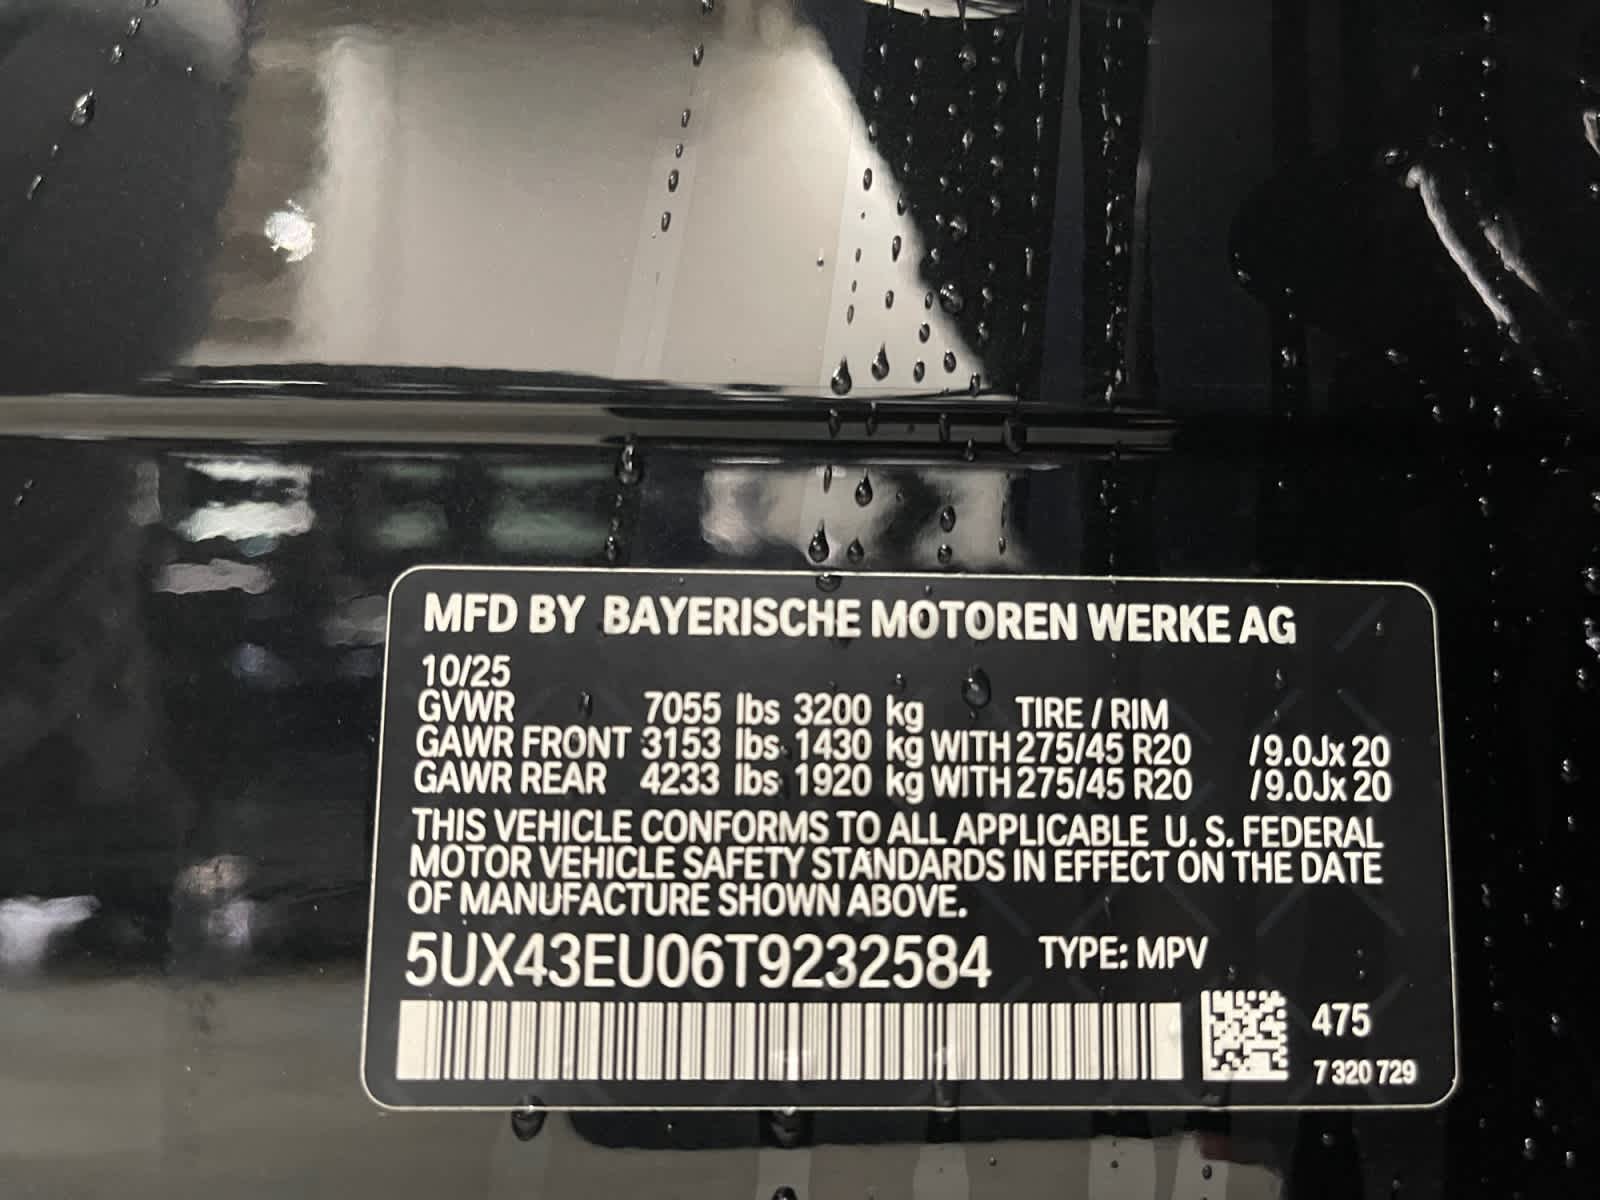 MFD BY BAYERISCHE MOTOREN WERKE AG
10/25
GVWR 7055 lbs 3200 kg TIRE / RIM
GAWR FRONT 3153 lbs 1430 kg WITH 275/45 R20 /9.0Jx 20
GAWR REAR 4233 lbs 1920 kg WITH 275/45 R20 /9.0Jx 20
THIS VEHICLE CONFORMS TO ALL APPLICABLE U. S. FEDERAL
MOTOR VEHICLE SAFETY STANDARDS IN EFFECT ON THE DATE
OF MANUFACTURE SHOWN ABOVE.
5UX43EU06T9232584 TYPE: MPV
475
7 320 729